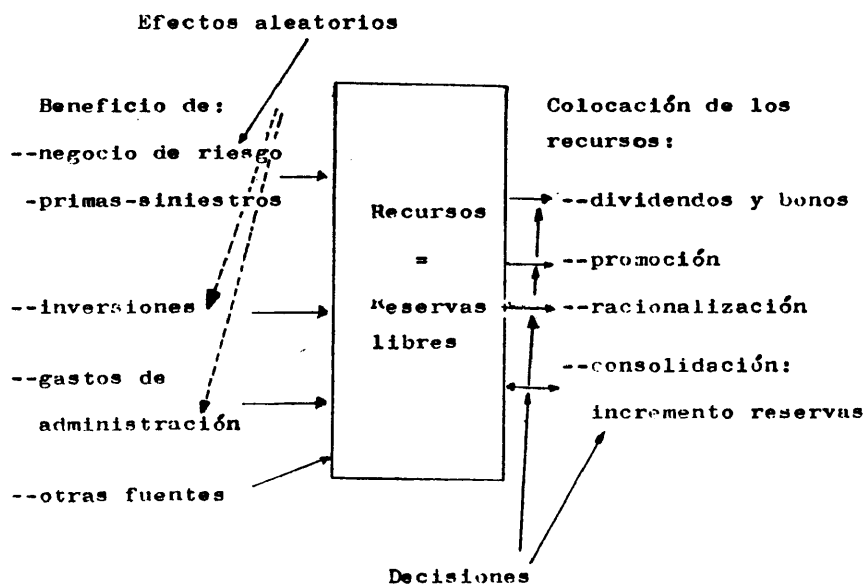 Efectos aleatorios
Beneficio de:
--negocio de riesgo
-primas-siniestros
--inversiones
--gastos de
administración
--otras fuentes
Recursos
=
Reservas
libres
Colocación de los
recursos:
--dividendos y bonos
--promoción
--racionalización
--consolidación:
incremento reservas
Decisiones